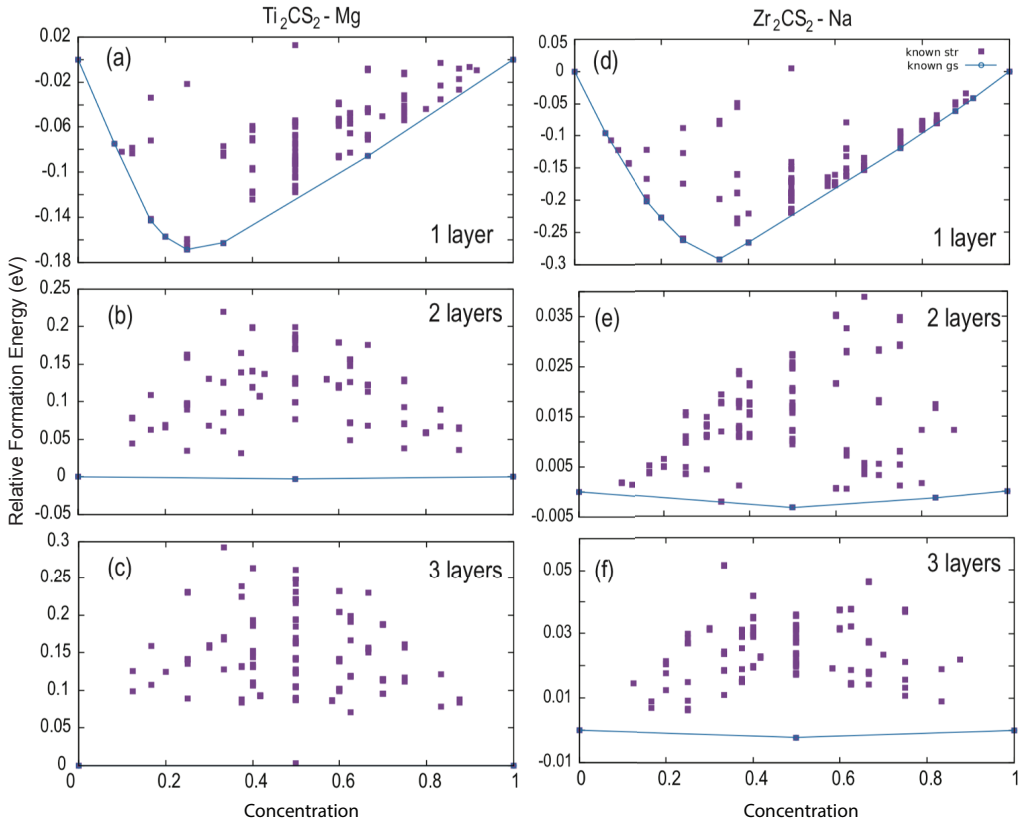 Ti2CS2 - Mg
Zr2CS2 - Na
Relative Formation Energy (eV)
(a)
0.02
-0.02
-0.06
-0.1
-0.14
-0.18
1 layer
(d)
known str
known gs
0.05
0
-0.05
-0.1
-0.15
-0.2
-0.25
-0.3
1 layer
(b)
0.25
0.2
0.15
0.1
0.05
0
-0.05
2 layers
(e)
0.035
0.025
0.015
0.005
-0.005
2 layers
(c)
0.3
0.25
0.2
0.15
0.1
0.05
0
3 layers
0 0.2 0.4 0.6 0.8 1
Concentration
(f)
0.05
0.03
0.01
-0.01
3 layers
0 0.2 0.4 0.6 0.8 1
Concentration